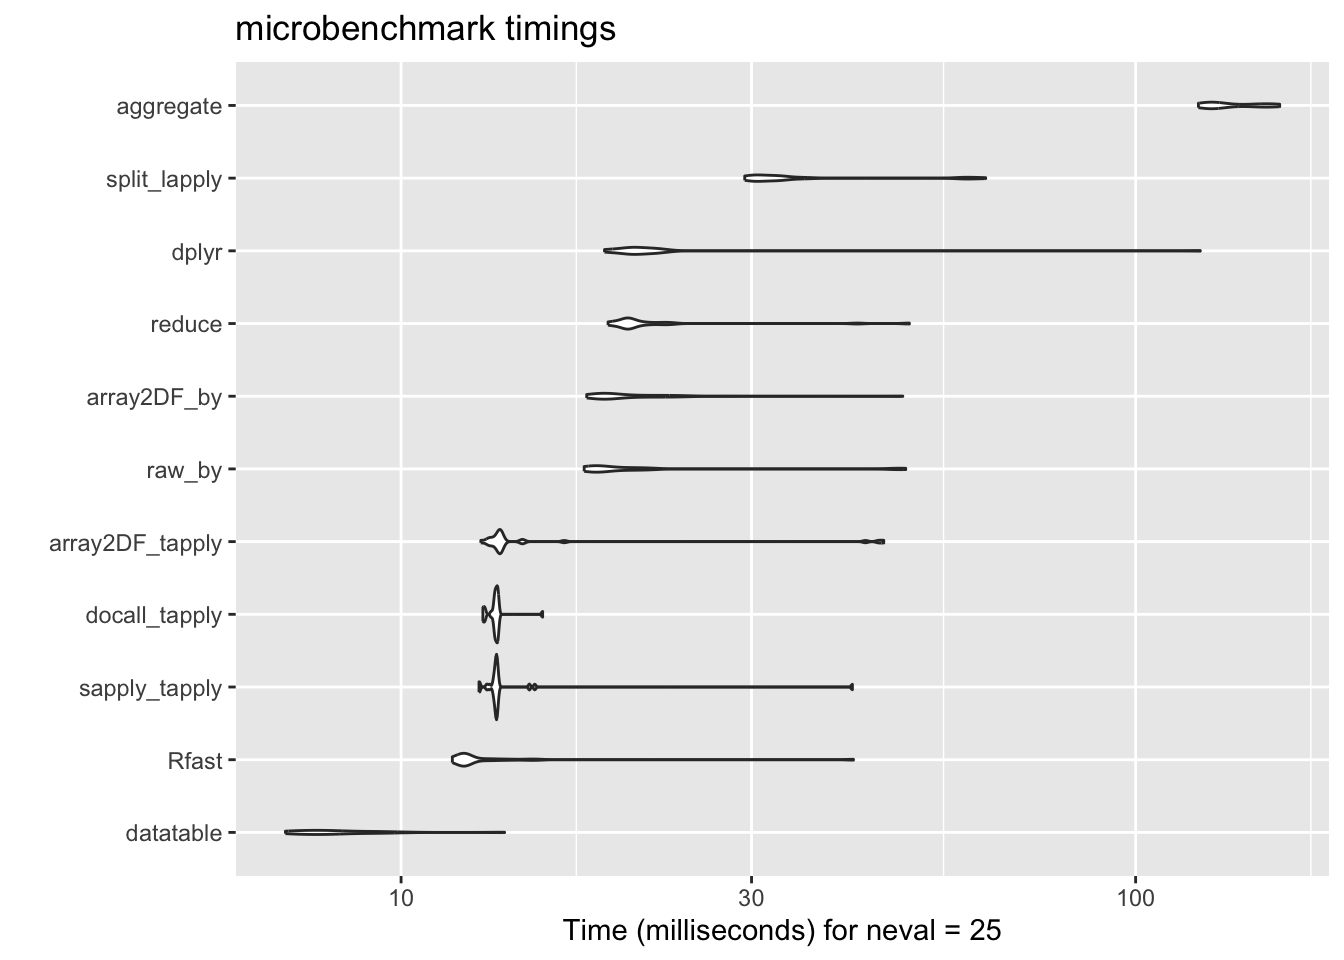 microbenchmark timings
aggregate
split_lapply
dplyr
reduce
array2DF_by
raw_by
array2DF_tapply
docall_tapply
sapply_tapply
Rfast
datatable
10 30 100
Time (milliseconds) for neval = 25